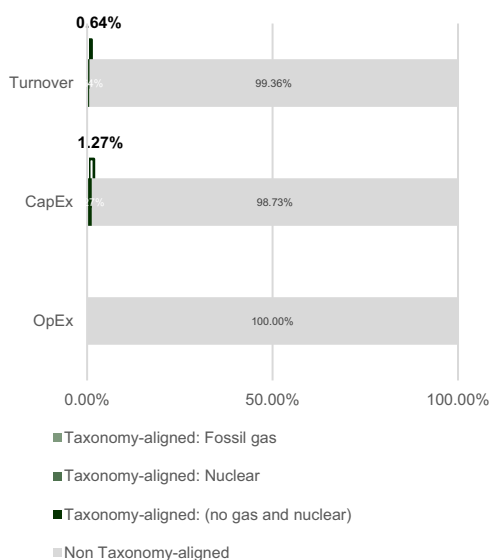 0.64%
Turnover
99.36%
1.27%
CapEx
98.73%
OpEx
100.00%
0.00% 50.00% 100.00%
Taxonomy-aligned: Fossil gas
Taxonomy-aligned: Nuclear
Taxonomy-aligned: (no gas and nuclear)
Non Taxonomy-aligned